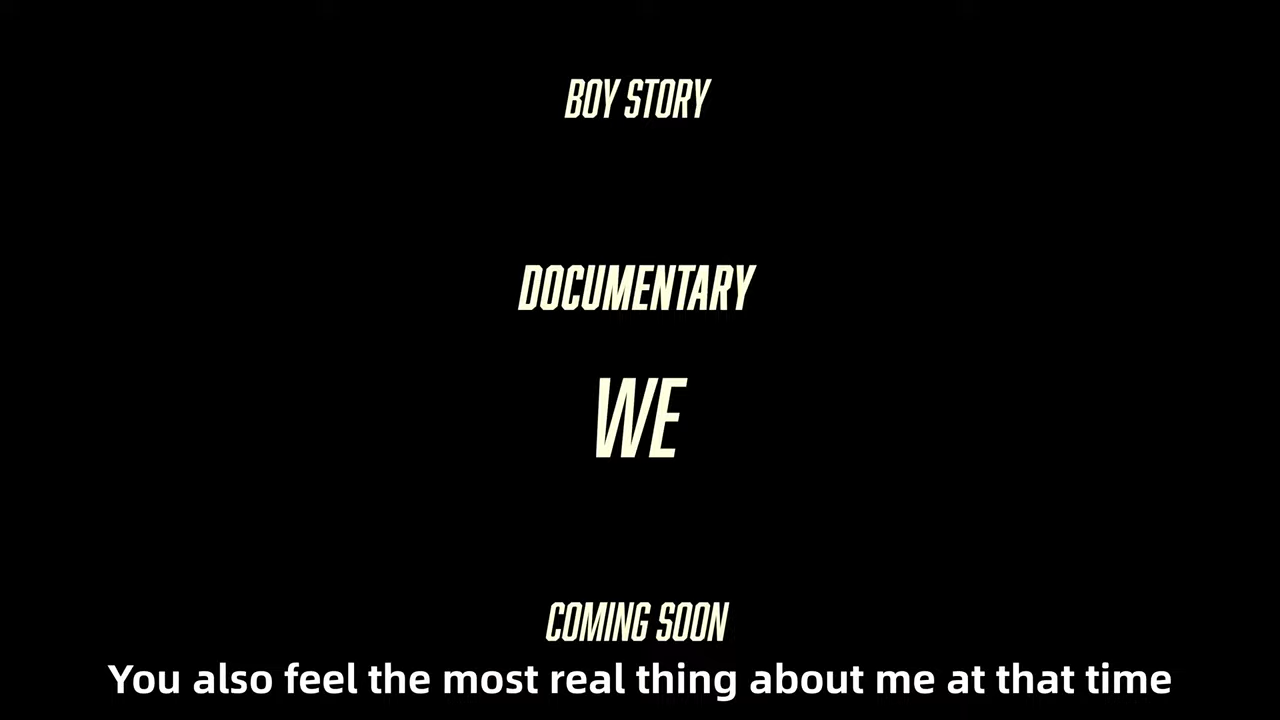 BOY STORY
DOCUMENTARY
WE
COMING SOON
You also feel the most real thing about me at that time